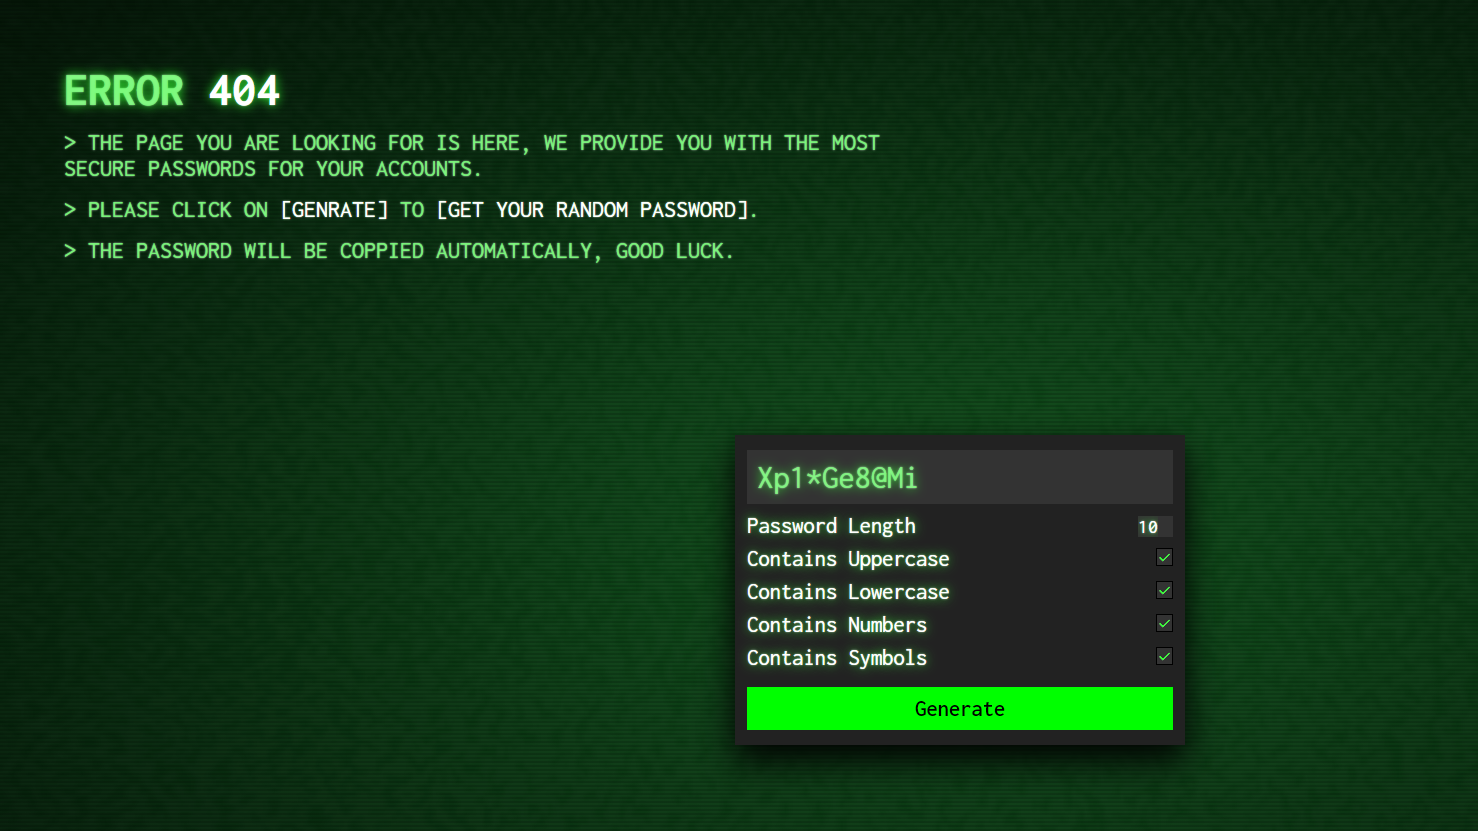 ERROR 404
> THE PAGE YOU ARE LOOKING FOR IS HERE, WE PROVIDE YOU WITH THE MOST
SECURE PASSWORDS FOR YOUR ACCOUNTS.
> PLEASE CLICK ON [GENRATE] TO [GET YOUR RANDOM PASSWORD].
> THE PASSWORD WILL BE COPPIED AUTOMATICALLY, GOOD LUCK.
Xp1*Ge8@Mi
Password Length 10
Contains Uppercase
Contains Lowercase
Contains Numbers
Contains Symbols
Generate